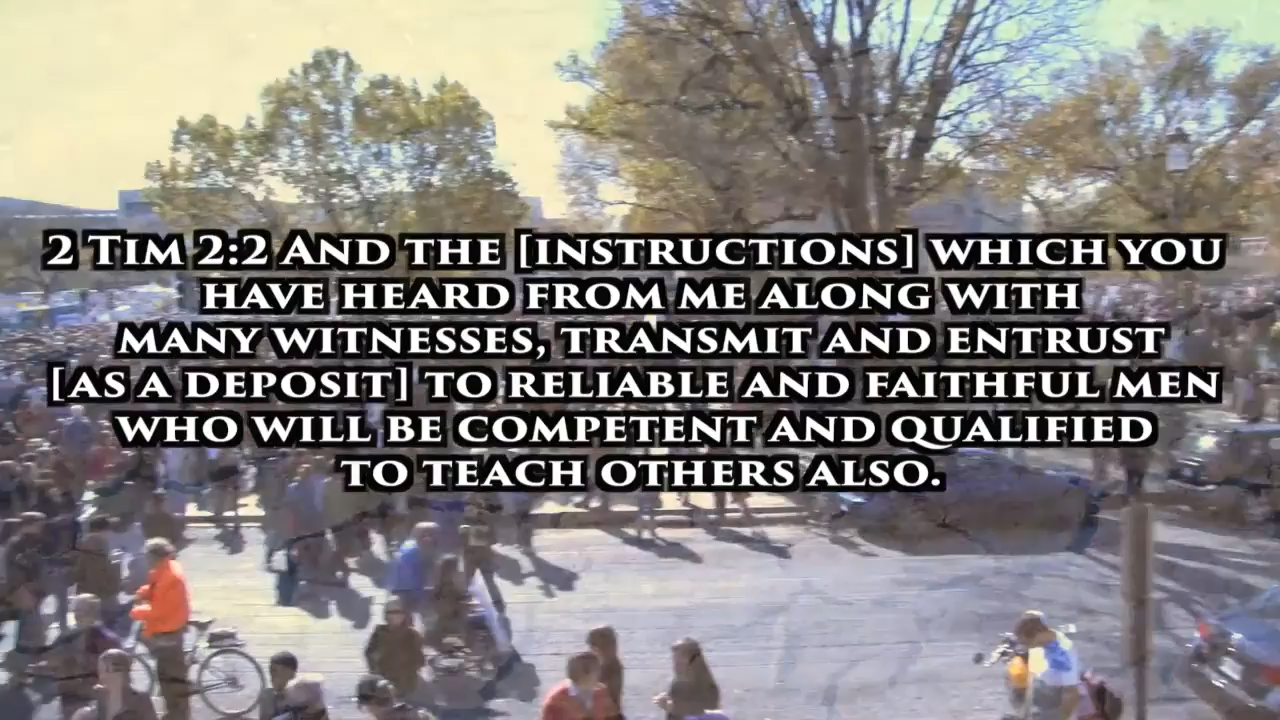 2 Tim 2:2 And the [instructions] which you
have heard from me along with
many witnesses, transmit and entrust
[as a deposit] to reliable and faithful men
who will be competent and qualified
to teach others also.